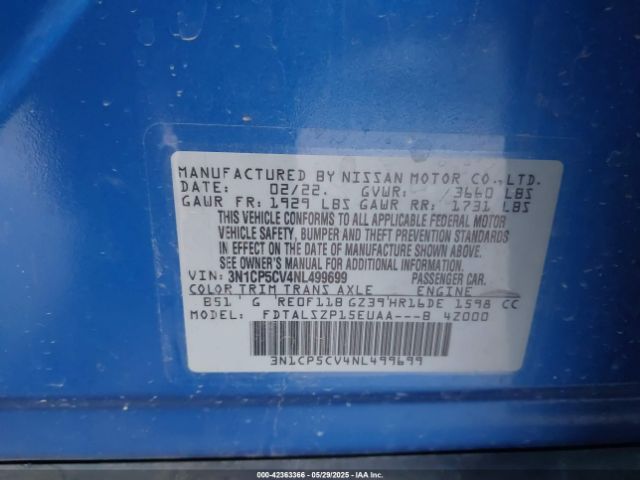 MANUFACTURED BY NISSAN MOTOR CO.,LTD.
DATE: 02/22. GVWR: /3660 LBS
GAWR FR: 1929 LBS GAWR RR: 1731 LBS
THIS VEHICLE CONFORMS TO ALL APPLICABLE FEDERAL MOTOR
VEHICLE SAFETY, BUMPER AND THEFT PREVENTION STANDARDS
IN EFFECT ON THE DATE OF MANUFACTURE SHOWN ABOVE.
SEE OWNER'S MANUAL FOR ADDITIONAL INFORMATION.
VIN: 3N1CP5CV4NL499699 PASSENGER CAR.
COLOR TRIM TRANS AXLE ENGINE
B51 G RE0F11B GZ39 HR16DE 1598 CC
MODEL: FDTALSZP15EUAA---B 42000
3N1CP5CV4NL499699
000-42363366 - 05/29/2025 - IAAI.COM